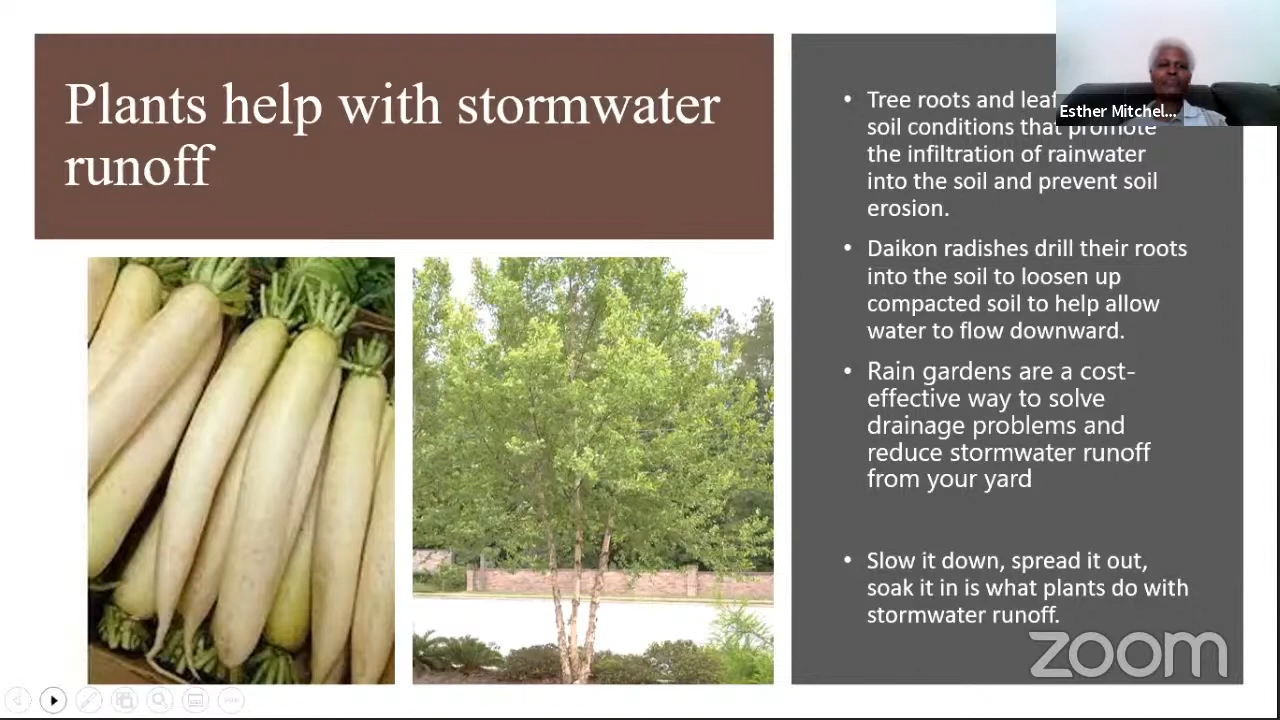 Plants help with stormwater
runoff
• Tree roots and leaf
soil conditions that promote
the infiltration of rainwater
into the soil and prevent soil
erosion.
• Daikon radishes drill their roots
into the soil to loosen up
compacted soil to help allow
water to flow downward.
• Rain gardens are a cost-
effective way to solve
drainage problems and
reduce stormwater runoff
from your yard
• Slow it down, spread it out,
soak it in is what plants do with
stormwater runoff.
Esther Mitchel...
zoom